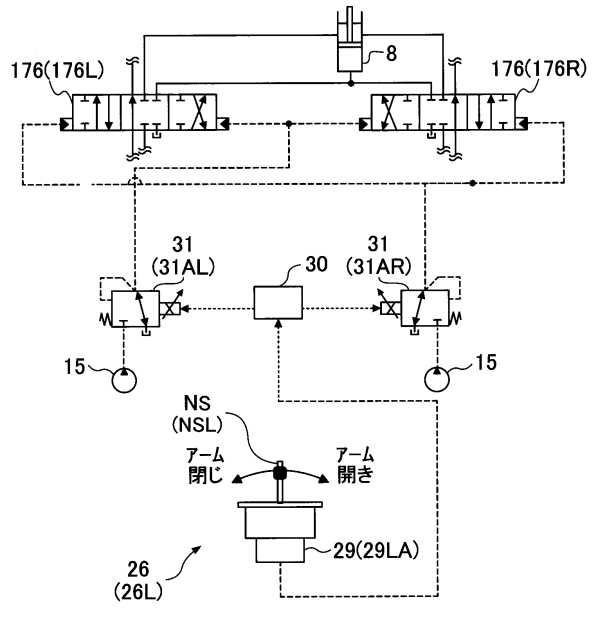 8
176(176L)
176(176R)
31
(31AL)
30
31
(31AR)
15
15
NS
(NSL)
アーム
閉じ
アーム
開き
29(29LA)
26
(26L)